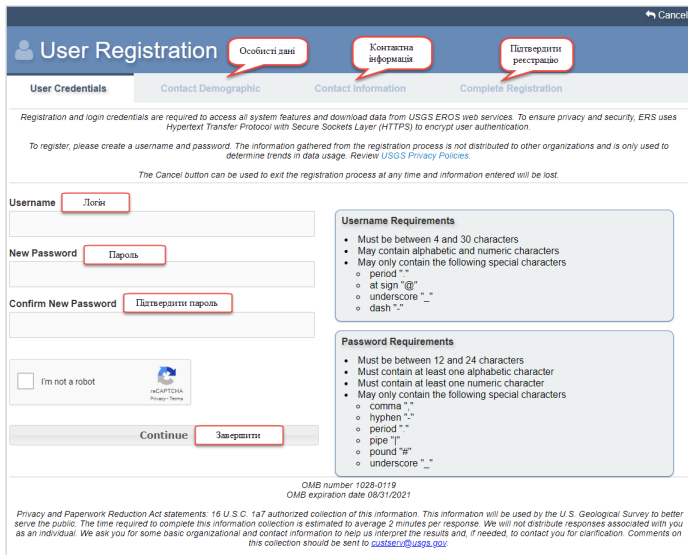 Cancel
User Registration
Особисті дані
Контактна
інформація
Підтвердити
реєстрацію
User Credentials
Contact Demographic
Contact Information
Complete Registration
Registration and login credentials are required to access all system features and download data from USGS EROS web services. To ensure privacy and security, ERS uses
Hypertext Transfer Protocol with Secure Sockets Layer (HTTPS) to encrypt user authentication.
To register, please create a username and password. The information gathered from the registration process is not distributed to other organizations and is only used to
determine trends in data usage. Review USGS Privacy Policies.
The Cancel button can be used to exit the registration process at any time and information entered will be lost.
Username
Логін
New Password
Пароль
Confirm New Password
Підтвердити пароль
I'm not a robot
reCAPTCHA
Privacy - Terms
Continue
Завершити
Username Requirements
• Must be between 4 and 30 characters
• May contain alphabetic and numeric characters
• May only contain the following special characters
◦ period "."
◦ at sign "@"
◦ underscore "_"
◦ dash "-"
Password Requirements
• Must be between 12 and 24 characters
• Must contain at least one alphabetic character
• Must contain at least one numeric character
• May only contain the following special characters
◦ comma ","
◦ hyphen "-"
◦ period "."
◦ pipe "|"
◦ pound "#"
◦ underscore "_"
OMB number 1028-0119
OMB expiration date 08/31/2021
Privacy and Paperwork Reduction Act statements: 16 U.S.C. 1a7 authorized collection of this information. This information will be used by the U.S. Geological Survey to better
serve the public. The time required to complete this information collection is estimated to average 2 minutes per response. We will not distribute responses associated with you
as an individual. We ask you for some basic organizational and contact information to help us interpret the results and, if needed, to contact you for clarification. Comments on
this collection should be sent to custserv@usgs.gov.